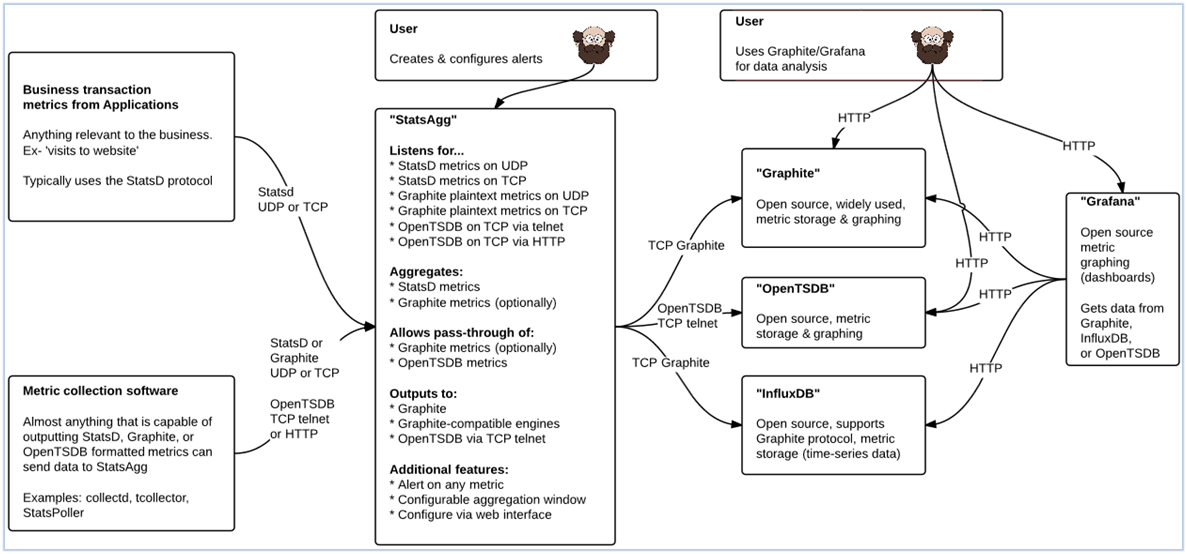 User
Creates & configures alerts
User
Uses Graphite/Grafana
for data analysis
Business transaction
metrics from Applications
Anything relevant to the business.
Ex- 'visits to website'
Typically uses the StatsD protocol
Statsd
UDP or TCP
Metric collection software
Almost anything that is capable of
outputting StatsD, Graphite, or
OpenTSDB formatted metrics can
send data to StatsAgg
Examples: collectd, tcollector,
StatsPoller
StatsD or
Graphite
UDP or TCP
OpenTSDB
TCP telnet
or HTTP
"StatsAgg"
Listens for...
* StatsD metrics on UDP
* StatsD metrics on TCP
* Graphite plaintext metrics on UDP
* Graphite plaintext metrics on TCP
* OpenTSDB on TCP via telnet
* OpenTSDB on TCP via HTTP
Aggregates:
* StatsD metrics
* Graphite metrics (optionally)
Allows pass-through of:
* Graphite metrics (optionally)
* OpenTSDB metrics
Outputs to:
* Graphite
* Graphite-compatible engines
* OpenTSDB via TCP telnet
Additional features:
* Alert on any metric
* Configurable aggregation window
* Configure via web interface
TCP Graphite
OpenTSDB
TCP telnet
TCP Graphite
HTTP
HTTP
"Graphite"
Open source, widely used,
metric storage & graphing
HTTP
HTTP
HTTP
"OpenTSDB"
Open source, metric
storage & graphing
HTTP
"InfluxDB"
Open source, supports
Graphite protocol, metric
storage (time-series data)
"Grafana"
Open source
metric
graphing
(dashboards)
Gets data from
Graphite,
InfluxDB,
or OpenTSDB